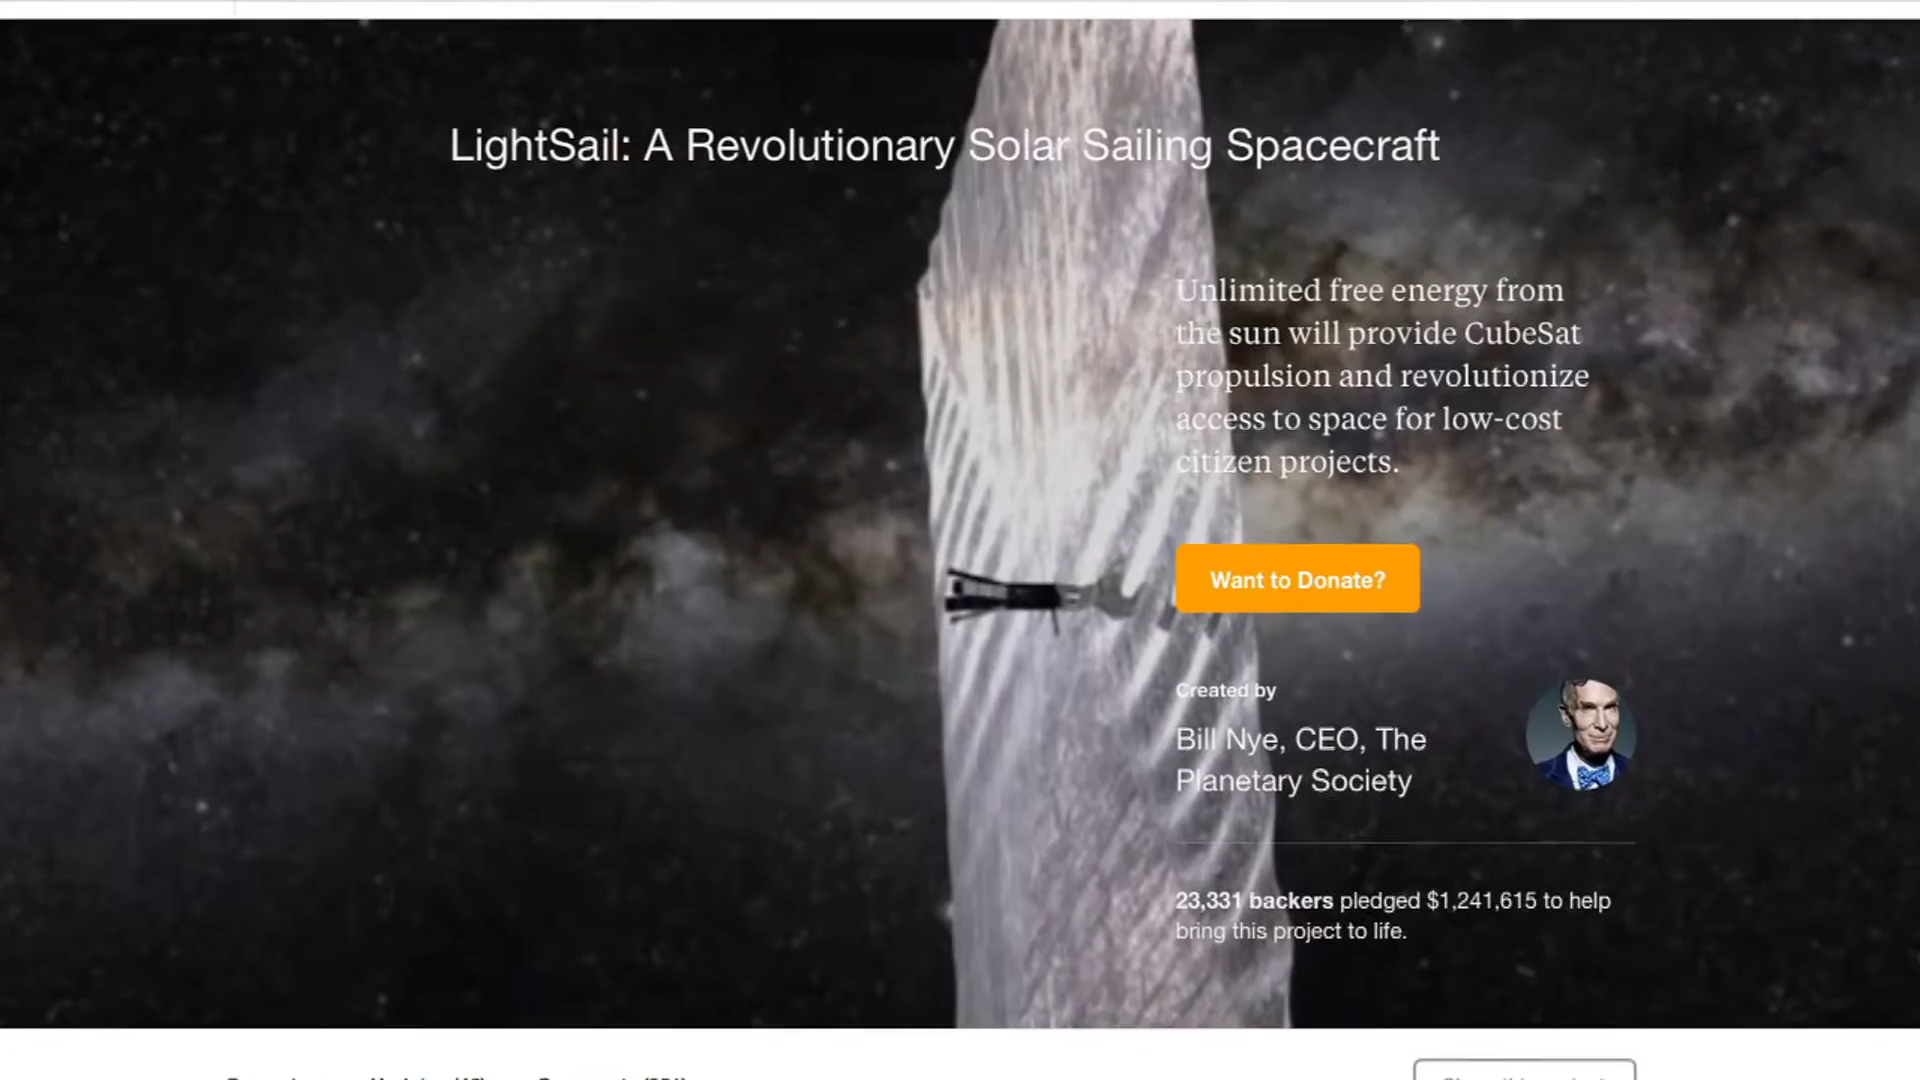 LightSail: A Revolutionary Solar Sailing Spacecraft
Unlimited free energy from
the sun will provide CubeSat
propulsion and revolutionize
access to space for low-cost
citizen projects.
Want to Donate?
Created by
Bill Nye, CEO, The
Planetary Society
23,331 backers pledged $1,241,615 to help
bring this project to life.